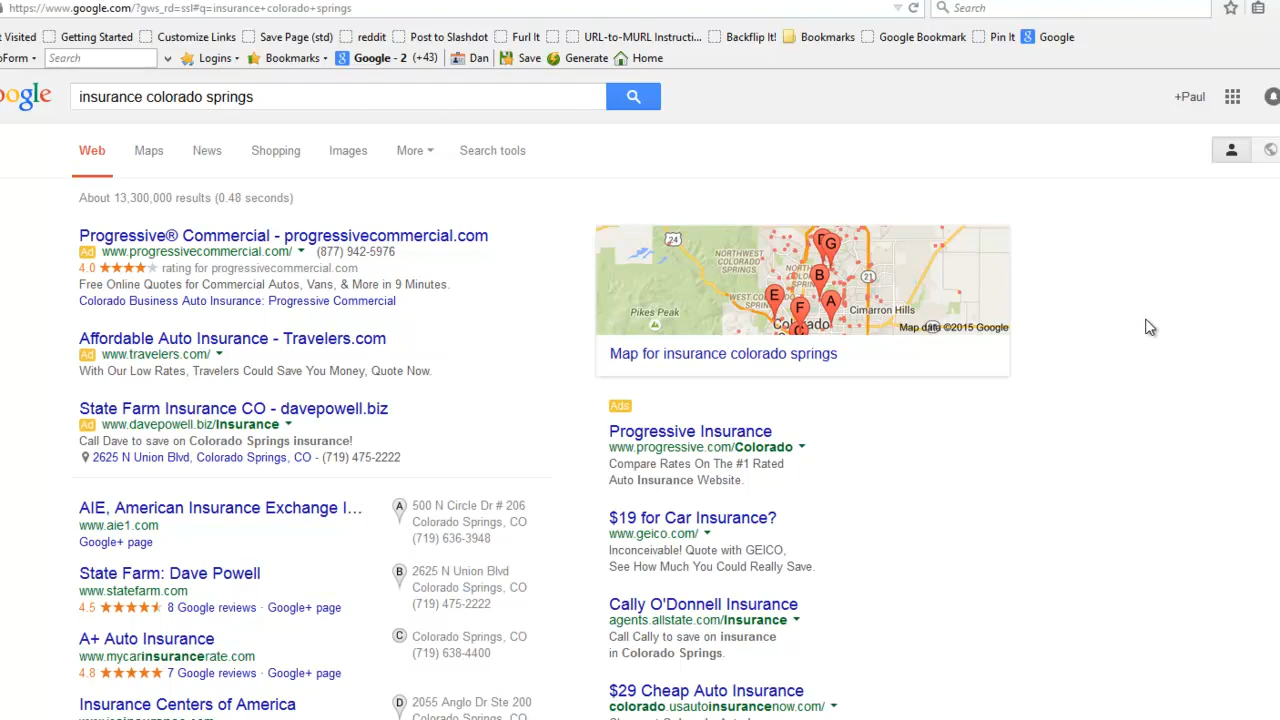 https://www.google.com/?gws_rd=ssl#q=insurance+colorado+springs
Search
Visited Getting Started Customize Links Save Page (std) reddit Post to Slashdot Furl It URL-to-MURL Instructi... Backflip It! Bookmarks Google Bookmark Pin It Google
oForm Search Logins Bookmarks Google - 2 (+43) Dan Save Generate Home
ogle insurance colorado springs +Paul
Web Maps News Shopping Images More Search tools
About 13,300,000 results (0.48 seconds)
Progressive® Commercial - progressivecommercial.com
Ad www.progressivecommercial.com/ (877) 942-5976
4.0 rating for progressivecommercial.com
Free Online Quotes for Commercial Autos, Vans, & More in 9 Minutes.
Colorado Business Auto Insurance: Progressive Commercial
Affordable Auto Insurance - Travelers.com
Ad www.travelers.com/
With Our Low Rates, Travelers Could Save You Money, Quote Now.
State Farm Insurance CO - davepowell.biz
Ad www.davepowell.biz/Insurance
Call Dave to save on Colorado Springs insurance!
2625 N Union Blvd, Colorado Springs, CO - (719) 475-2222
AIE, American Insurance Exchange I...
www.aie1.com
Google+ page
A 500 N Circle Dr # 206
Colorado Springs, CO
(719) 636-3948
State Farm: Dave Powell
www.statefarm.com
4.5 8 Google reviews · Google+ page
B 2625 N Union Blvd
Colorado Springs, CO
(719) 475-2222
A+ Auto Insurance
www.mycarinsurancerate.com
4.8 7 Google reviews · Google+ page
C Colorado Springs, CO
(719) 638-4400
Insurance Centers of America
D 2055 Anglo Dr Ste 200
Colorado Springs, CO
24
D G
NORTHWEST COLORADO SPRINGS
21
B
E
F
A
C
Pikes Peak
Cimarron Hills
Colorado
Map data ©2015 Google
Map for insurance colorado springs
Ads
Progressive Insurance
www.progressive.com/Colorado
Compare Rates On The #1 Rated
Auto Insurance Website.
$19 for Car Insurance?
www.geico.com/
Inconceivable! Quote with GEICO,
See How Much You Could Really Save.
Cally O'Donnell Insurance
agents.allstate.com/Insurance
Call Cally to save on insurance
in Colorado Springs.
$29 Cheap Auto Insurance
colorado.usautoinsurancenow.com/